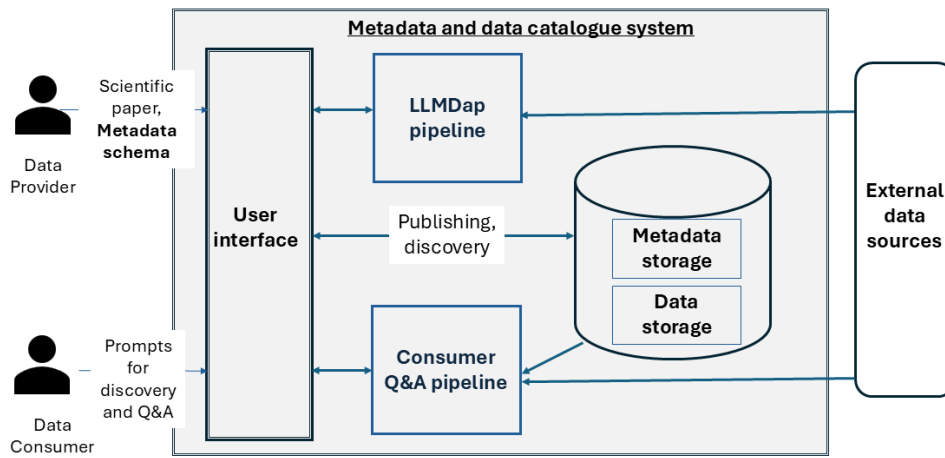 Metadata and data catalogue system
Scientific
paper,
Metadata
schema
Data
Provider
LLMDap
pipeline
User
interface
Publishing,
discovery
Metadata
storage
Data
storage
External
data
sources
Prompts
for
discovery
and Q&A
Data
Consumer
Consumer
Q&A pipeline